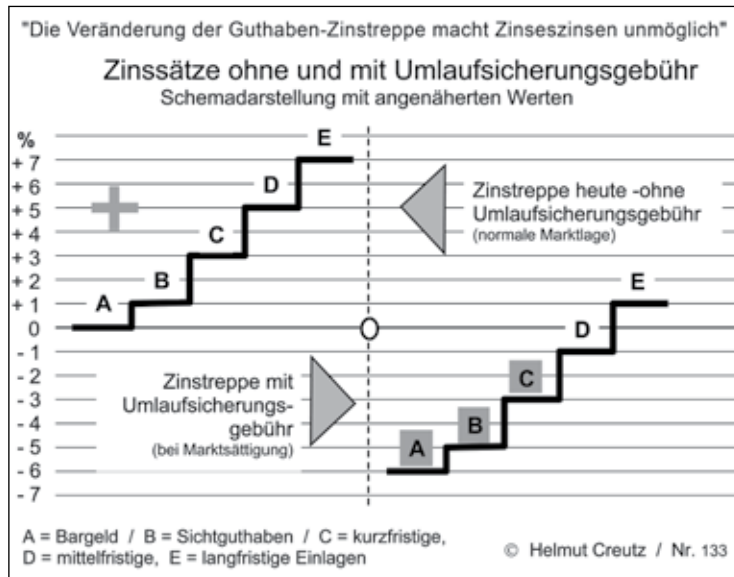 "Die Veränderung der Guthaben-Zinstreppe macht Zinseszinsen unmöglich"
Zinssätze ohne und mit Umlaufsicherungsgebühr
Schemadarstellung mit angenäherten Werten
%
+ 7
+ 6
+ 5
+ 4
+ 3
+ 2
+ 1
0
- 1
- 2
- 3
- 4
- 5
- 6
- 7
A
B
C
D
E
Zinstreppe heute -ohne
Umlaufsicherungsgebühr
(normale Marktlage)
Zinstreppe mit
Umlaufsicherungs-
gebühr
(bei Marktsättigung)
O
A
B
C
D
E
A = Bargeld / B = Sichtguthaben / C = kurzfristige,
D = mittelfristige, E = langfristige Einlagen
© Helmut Creutz / Nr. 133